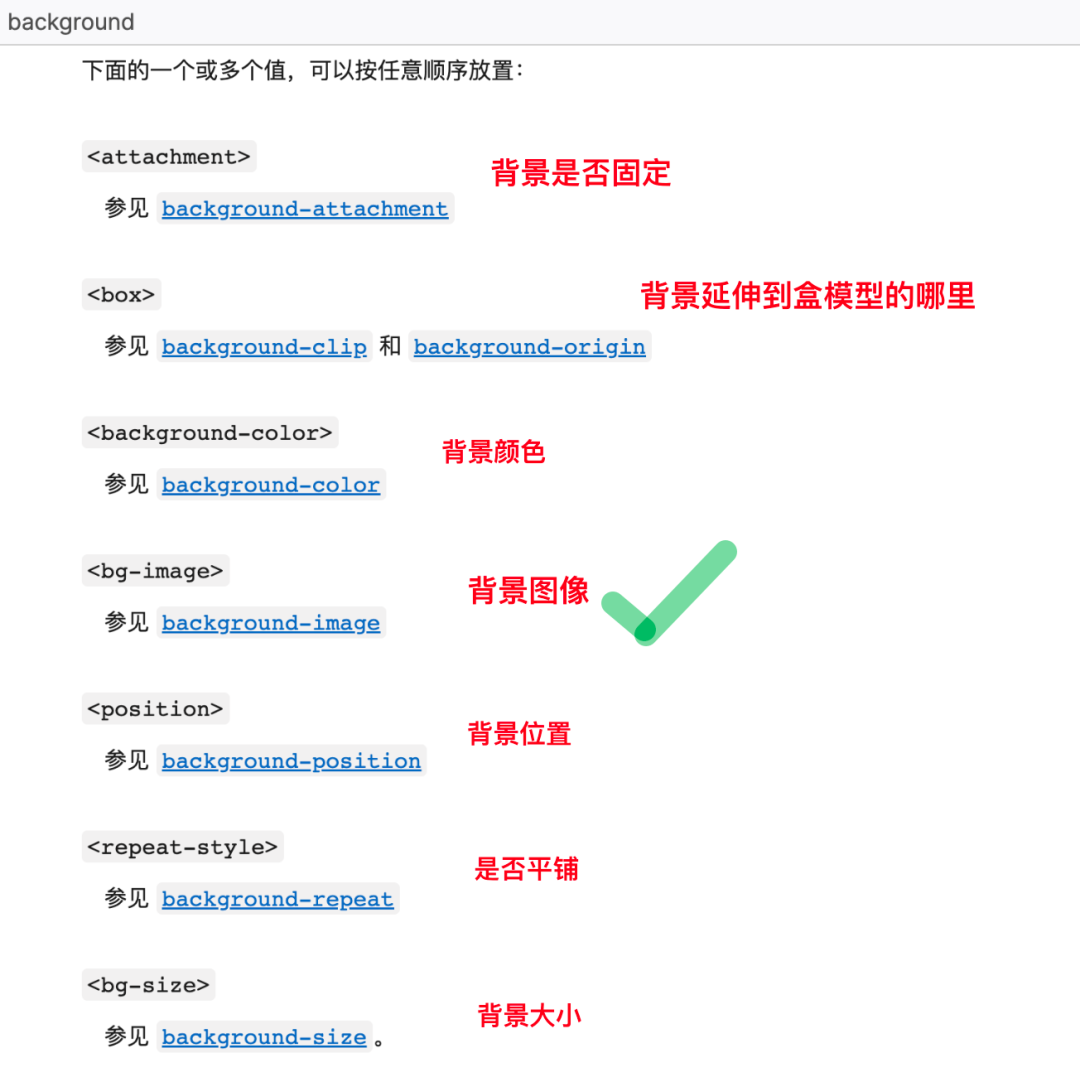 background
下面的一个或多个值，可以按任意顺序放置：
<attachment>
背景是否固定
参见 background-attachment
<box>
背景延伸到盒模型的哪里
参见 background-clip 和 background-origin
<background-color>
背景颜色
参见 background-color
<bg-image>
背景图像
参见 background-image
<position>
背景位置
参见 background-position
<repeat-style>
是否平铺
参见 background-repeat
<bg-size>
背景大小
参见 background-size。